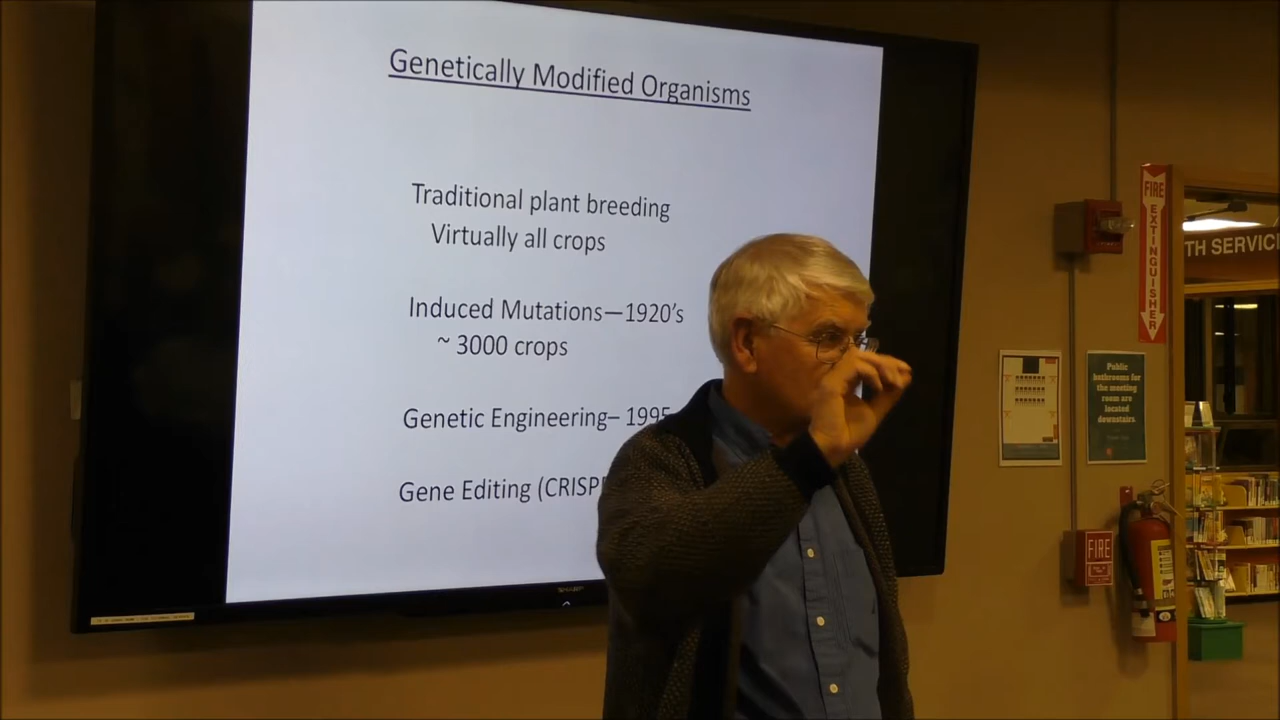 Genetically Modified Organisms
Traditional plant breeding
Virtually all crops
Induced Mutations—1920's
~ 3000 crops
Genetic Engineering– 1995
Gene Editing (CRISP
FIRE
EXTINGUISHER
TH SERVIC
Public
bathrooms for
the meeting
room are
located
downstairs.
FIRE